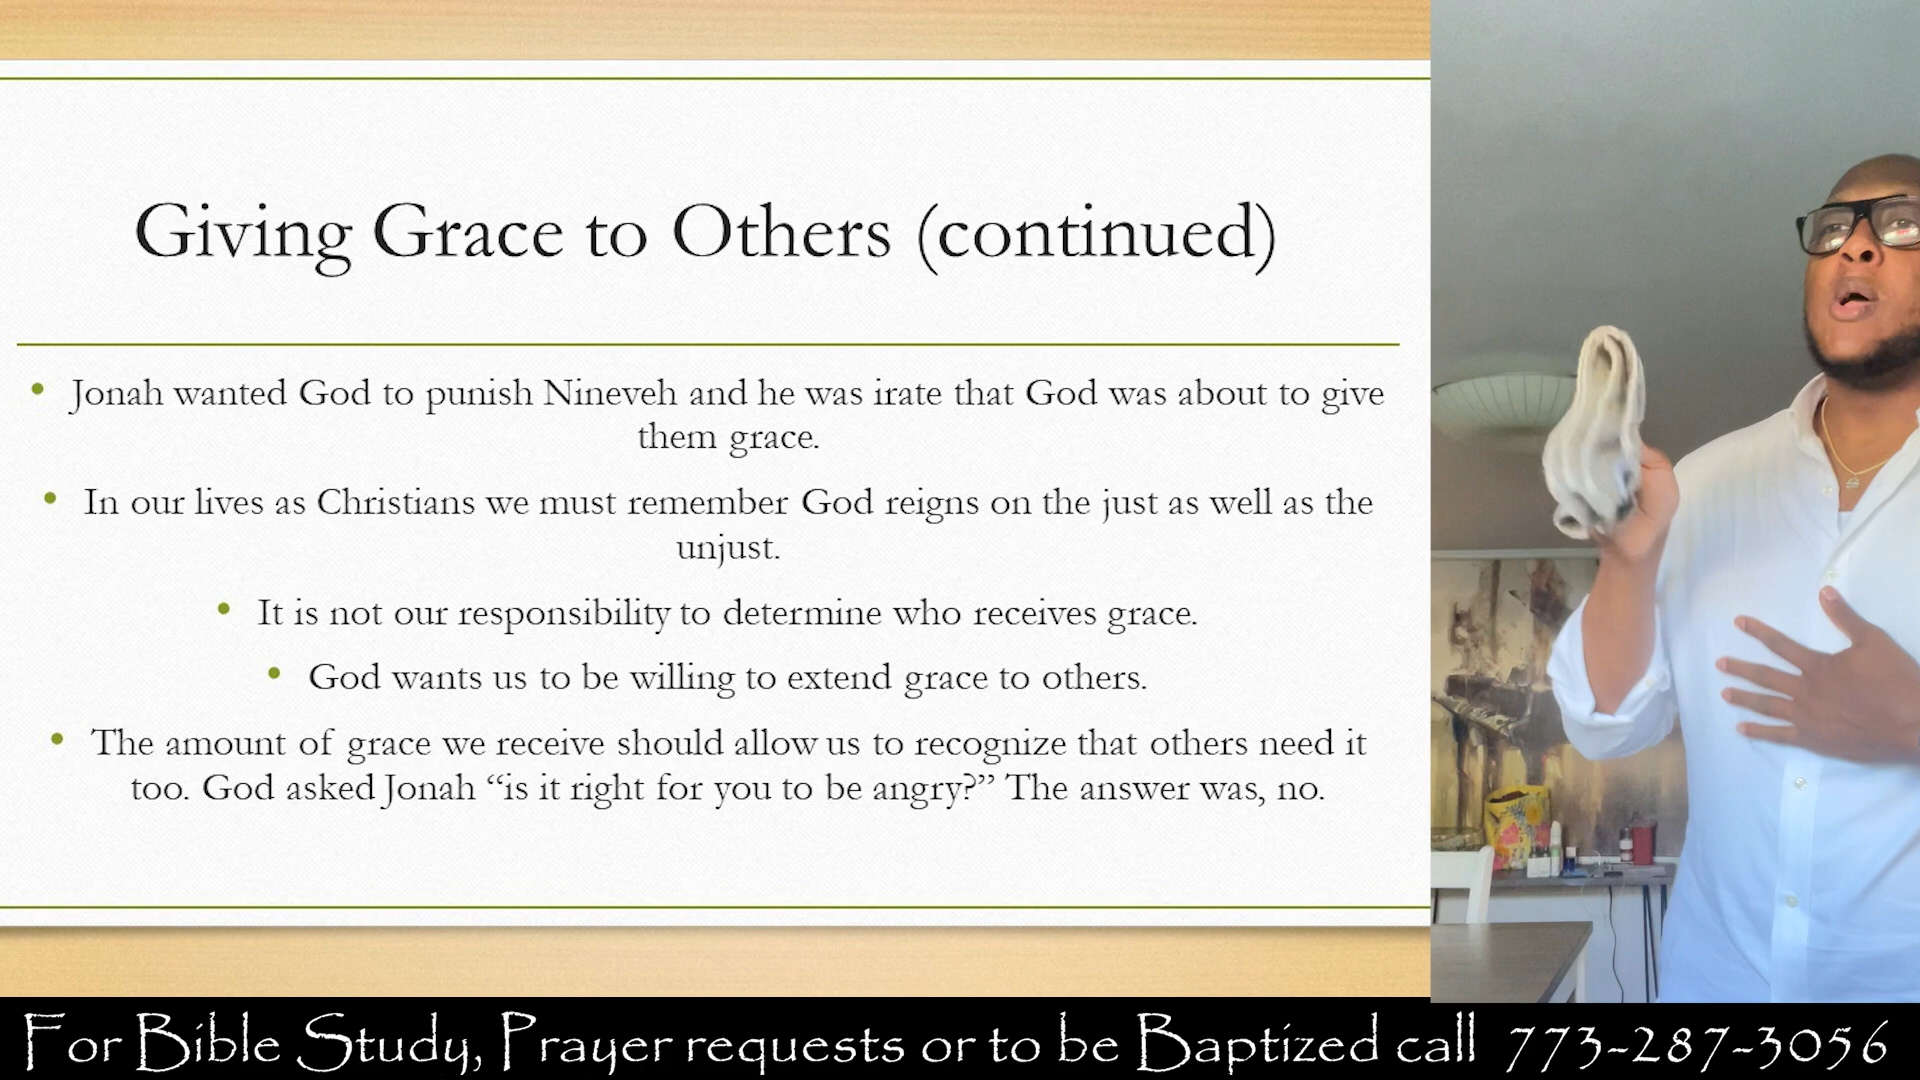 Giving Grace to Others (continued)
• Jonah wanted God to punish Nineveh and he was irate that God was about to give
them grace.
• In our lives as Christians we must remember God reigns on the just as well as the
unjust.
• It is not our responsibility to determine who receives grace.
• God wants us to be willing to extend grace to others.
• The amount of grace we receive should allow us to recognize that others need it
too. God asked Jonah “is it right for you to be angry?” The answer was, no.
For Bible Study, Prayer requests or to be Baptized call 773-287-3056